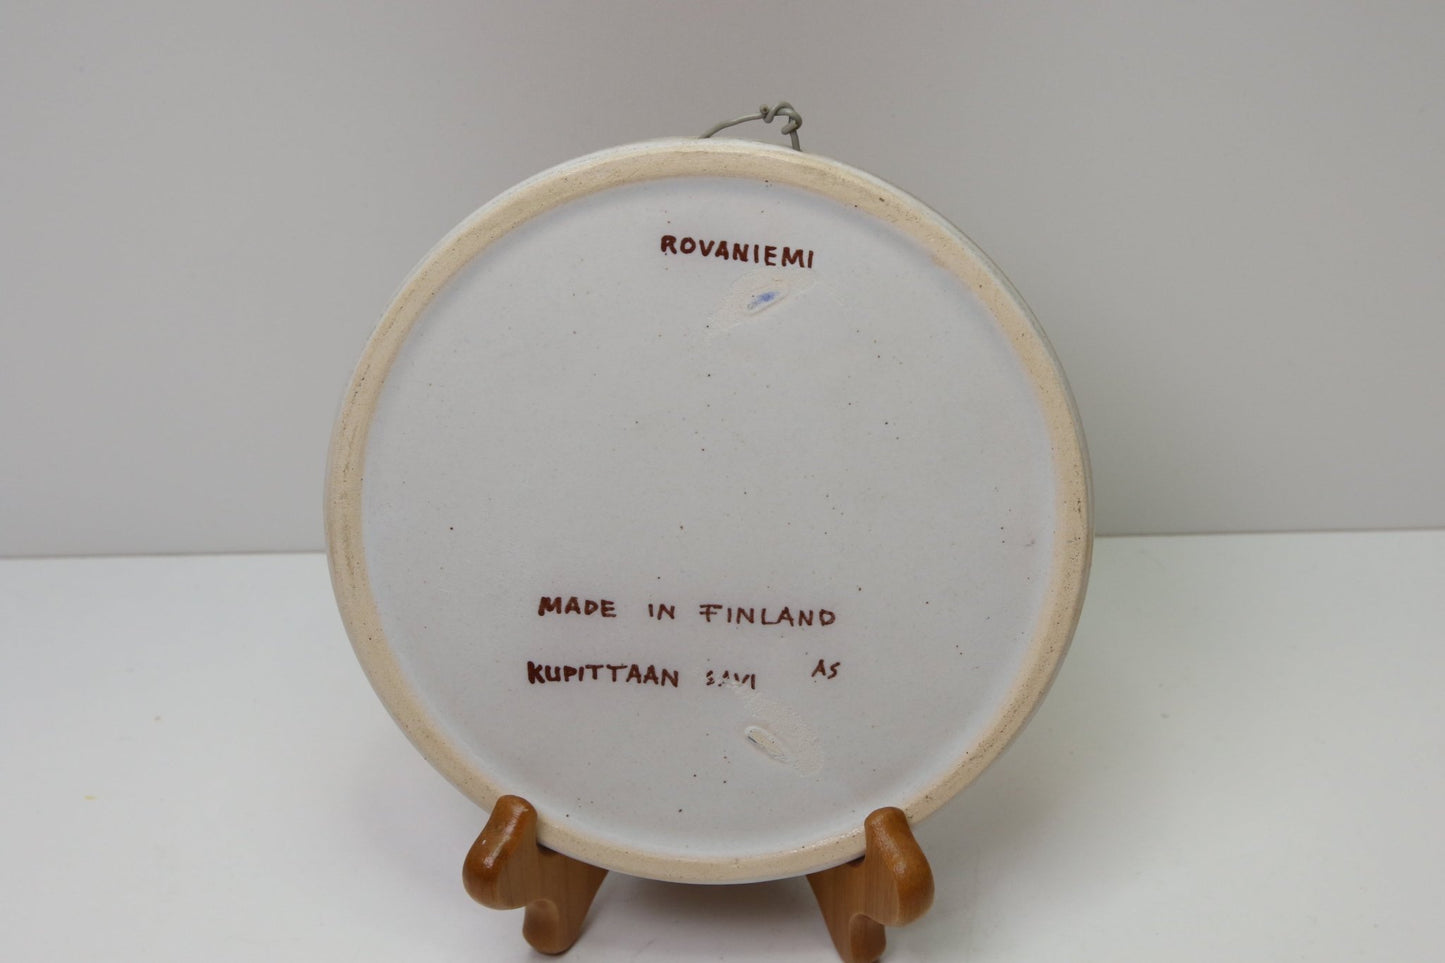 ROVANIEMI
MADE IN FINLAND
KUPITTAAN SAVI AS